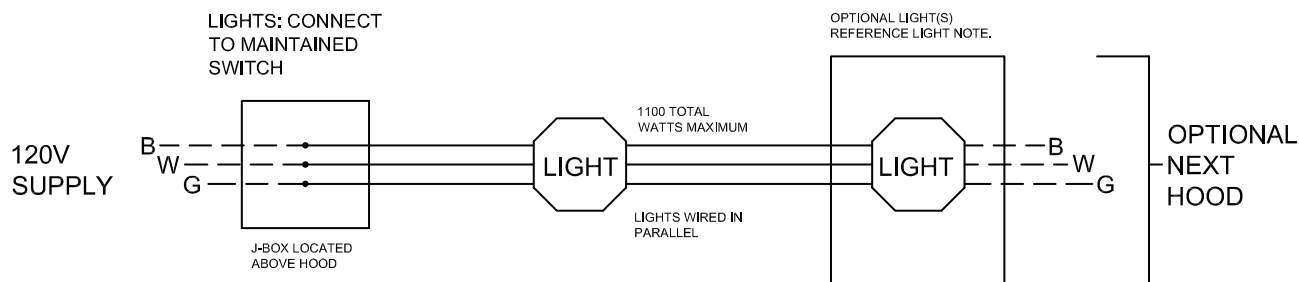 LIGHTS: CONNECT
TO MAINTAINED
SWITCH
OPTIONAL LIGHT(S)
REFERENCE LIGHT NOTE.
120V
SUPPLY
B
W
G
J-BOX LOCATED
ABOVE HOOD
LIGHT
1100 TOTAL
WATTS MAXIMUM
LIGHTS WIRED IN
PARALLEL
LIGHT
B
W
G
OPTIONAL
NEXT
HOOD